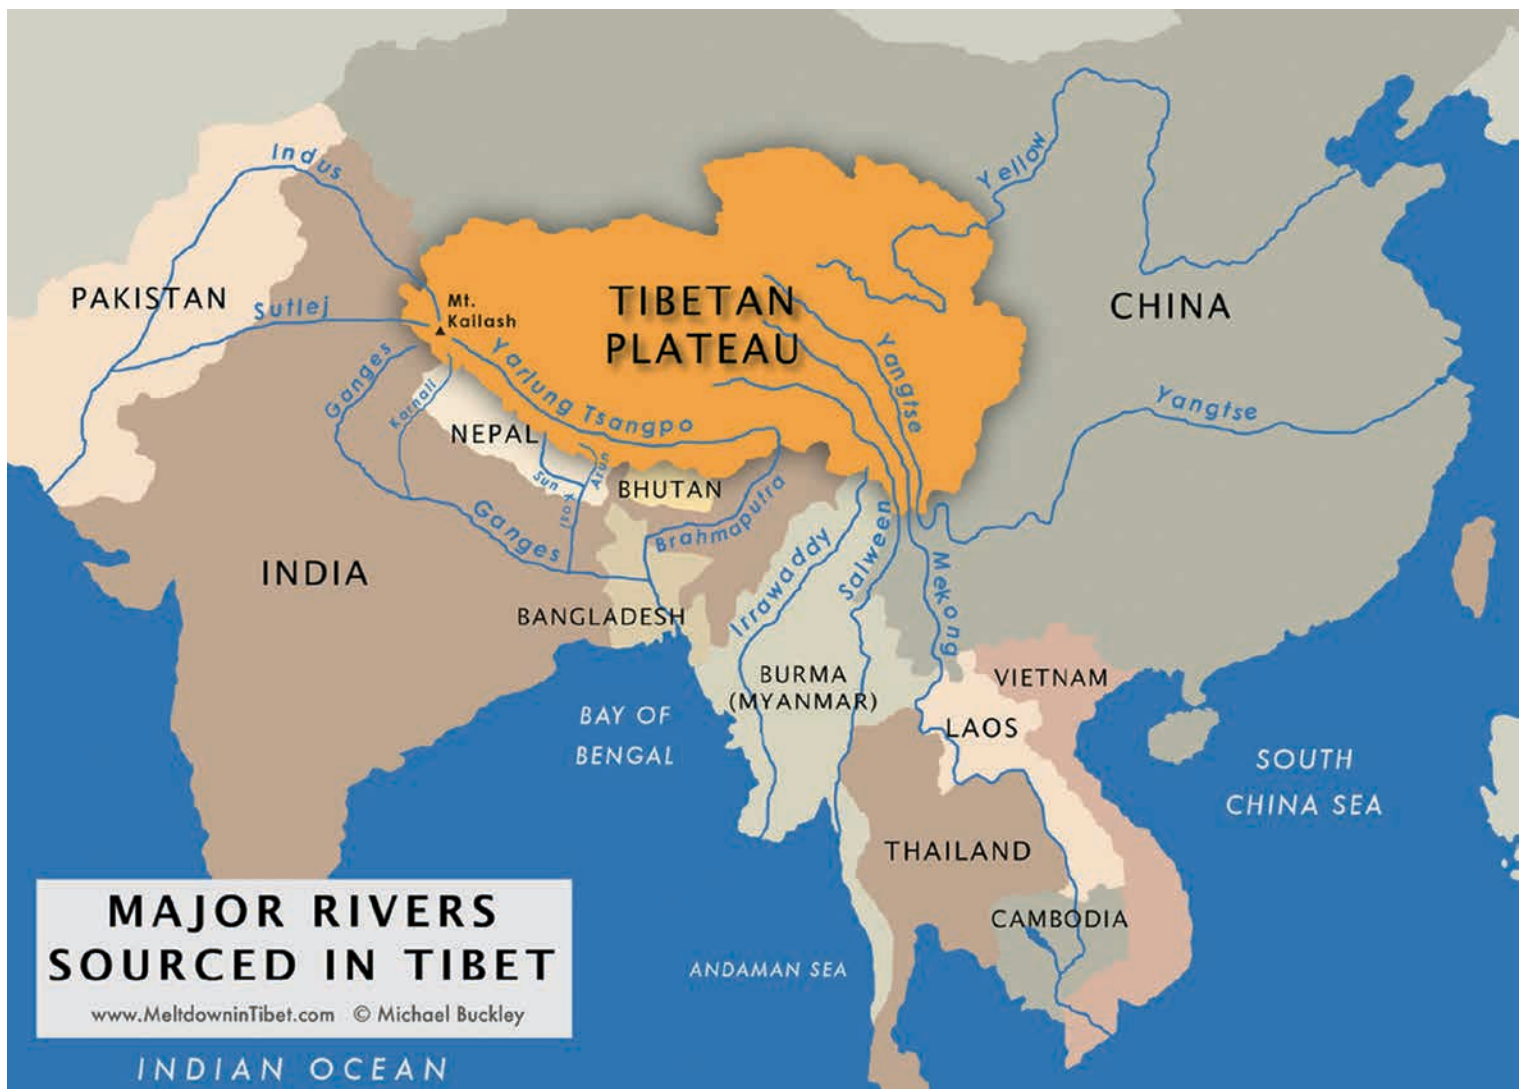 Indus
Yellow
PAKISTAN
Sutlej
Mt.
Kailash
TIBETAN
PLATEAU
CHINA
Ganges
Karnali
Yarlung Tsangpo
Yangtse
Yangtse
NEPAL
Sun Kosi
Arun
BHUTAN
Ganges
Brahmaputra
INDIA
Irrawaddy
Salween
Mekong
BANGLADESH
BURMA
(MYANMAR)
VIETNAM
LAOS
BAY OF
BENGAL
SOUTH
CHINA SEA
THAILAND
CAMBODIA
ANDAMAN SEA
MAJOR RIVERS
SOURCED IN TIBET
www.MeltdowninTibet.com © Michael Buckley
INDIAN OCEAN